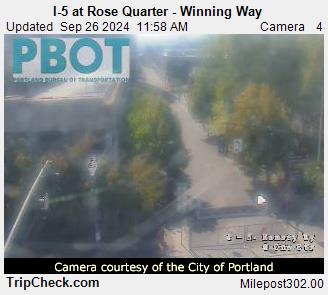 I-5 at Rose Quarter - Winning Way
Updated Sep 26 2024 11:58 AM Camera 4
PBOT
PORTLAND BUREAU OF TRANSPORTATION
Camera courtesy of the City of Portland
TripCheck.com Milepost302.00